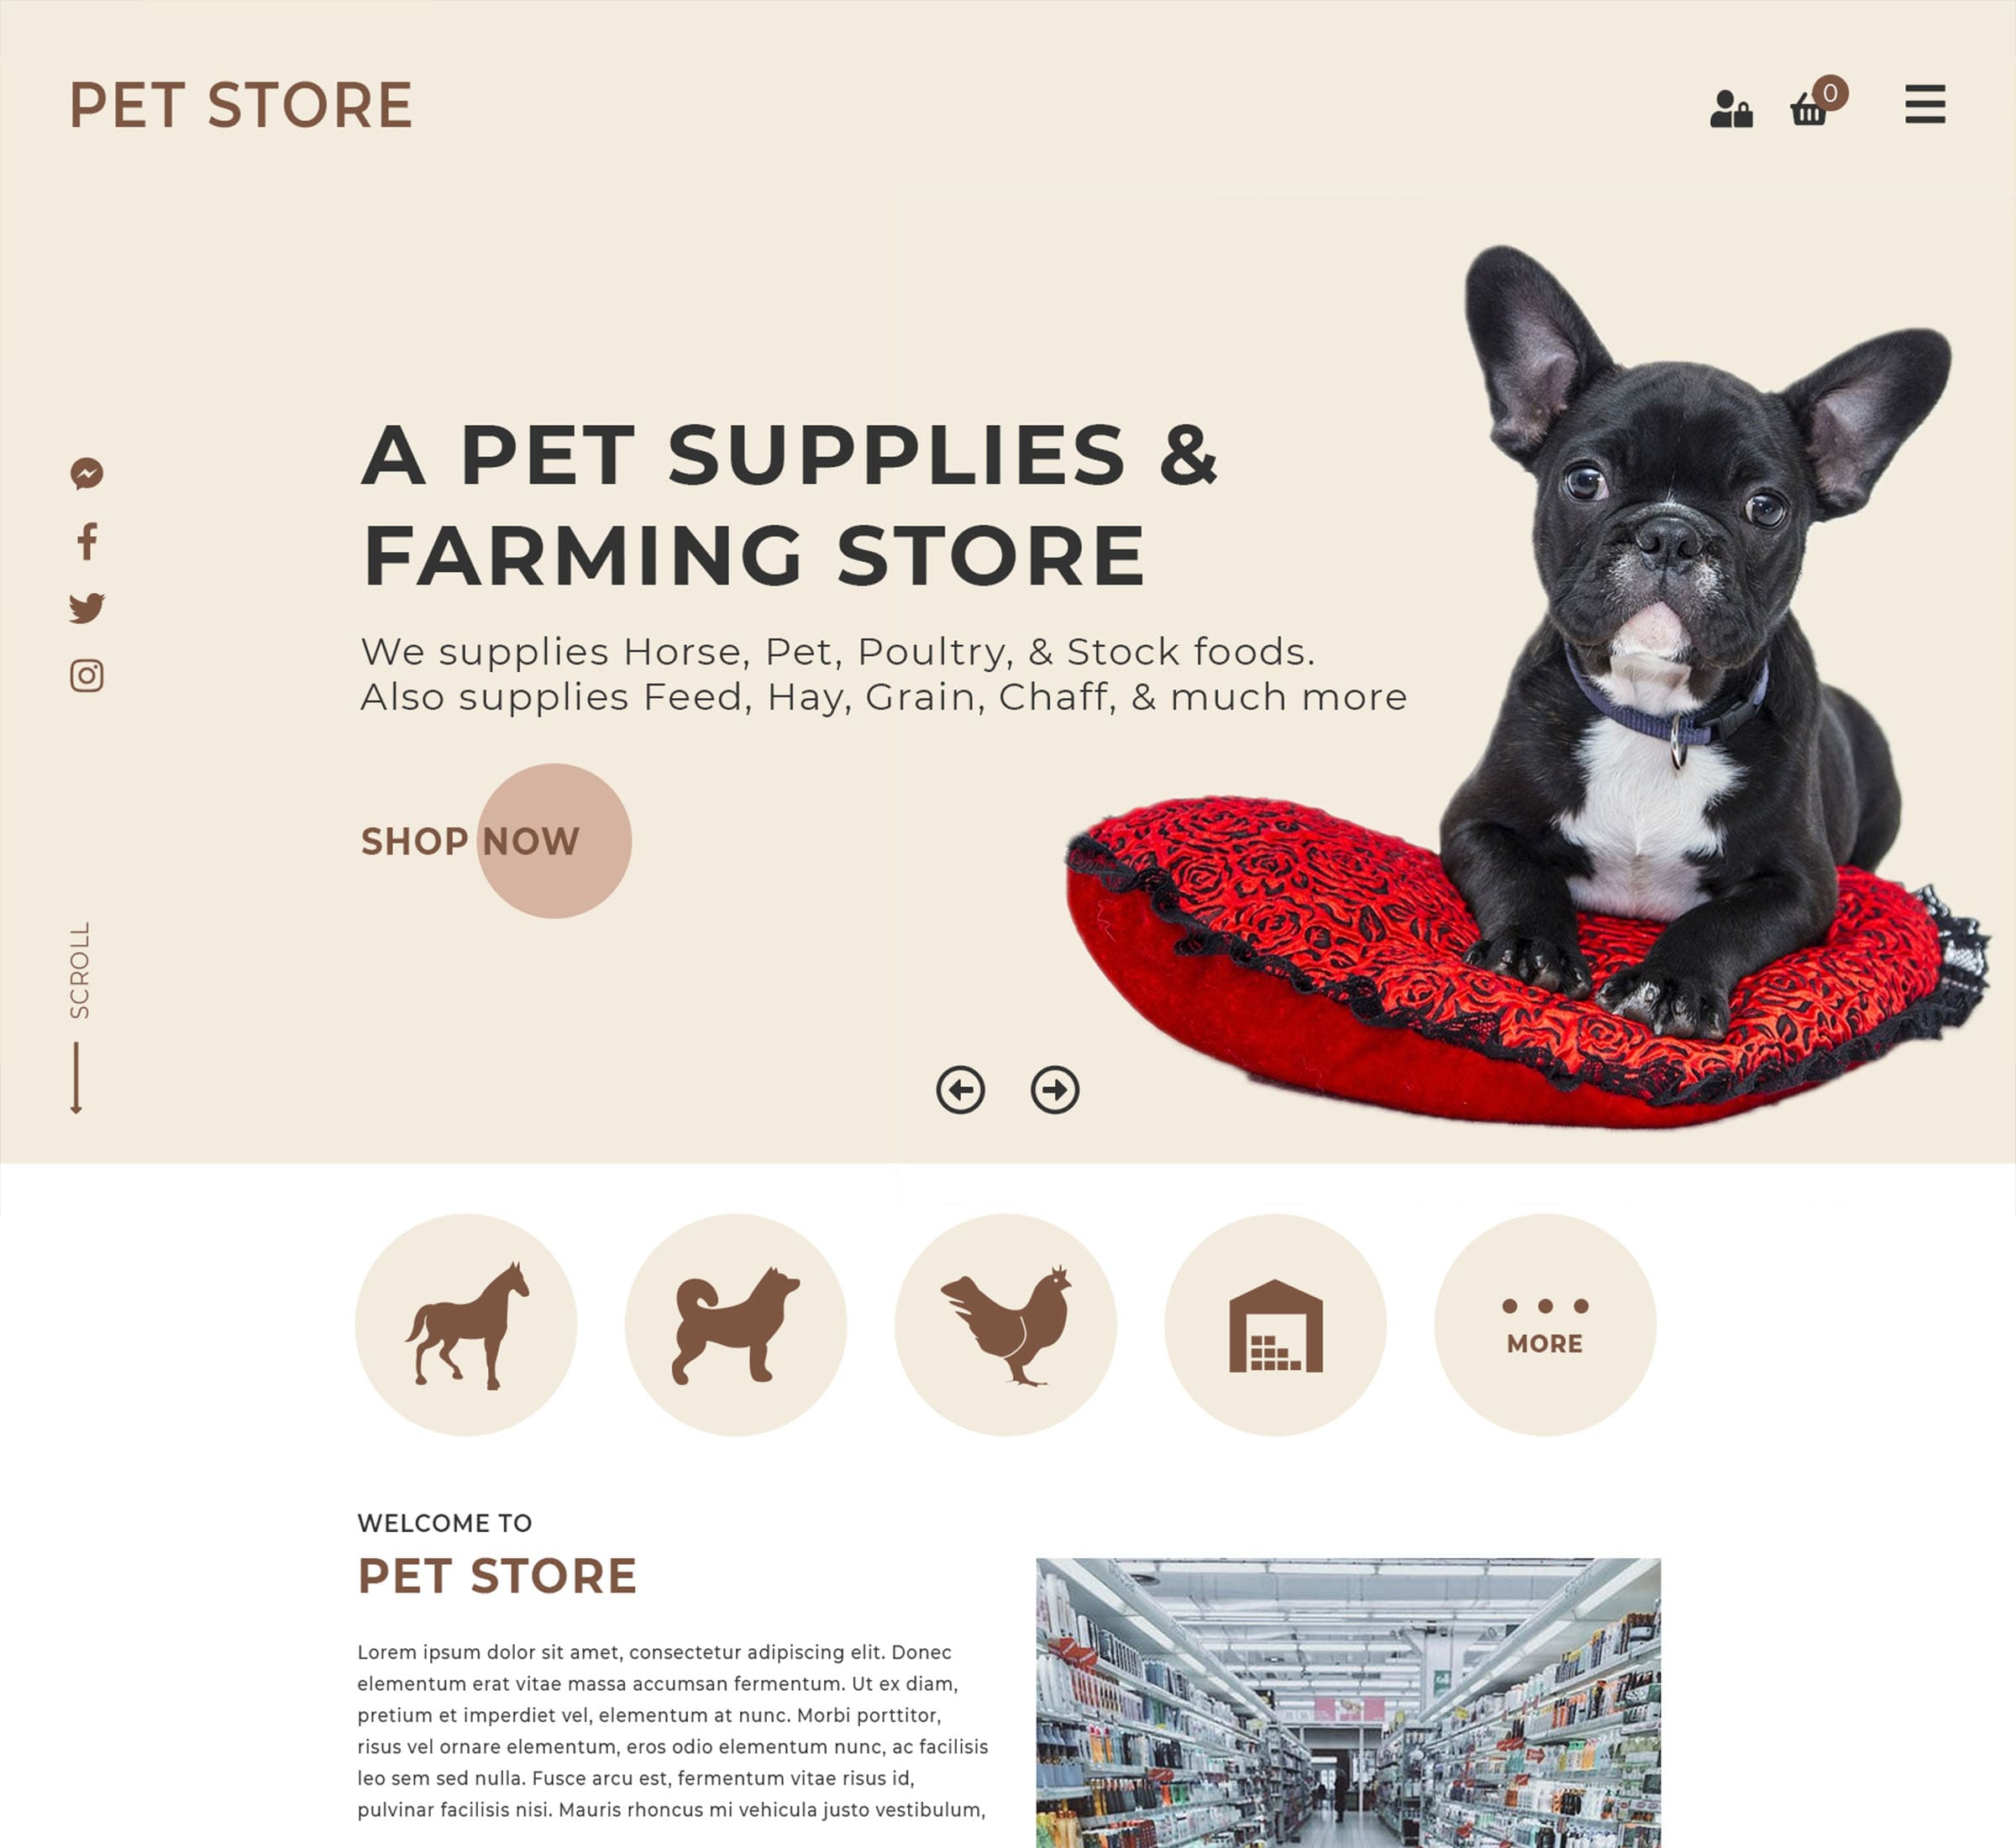 PET STORE
0
A PET SUPPLIES &
FARMING STORE
We supplies Horse, Pet, Poultry, & Stock foods.
Also supplies Feed, Hay, Grain, Chaff, & much more
SHOP NOW
SCROLL
MORE
WELCOME TO
PET STORE
Lorem ipsum dolor sit amet, consectetur adipiscing elit. Donec
elementum erat vitae massa accumsan fermentum. Ut ex diam,
pretium et imperdiet vel, elementum at nunc. Morbi porttitor,
risus vel ornare elementum, eros odio elementum nunc, ac facilisis
leo sem sed nulla. Fusce arcu est, fermentum vitae risus id,
pulvinar facilisis nisi. Mauris rhoncus mi vehicula justo vestibulum,